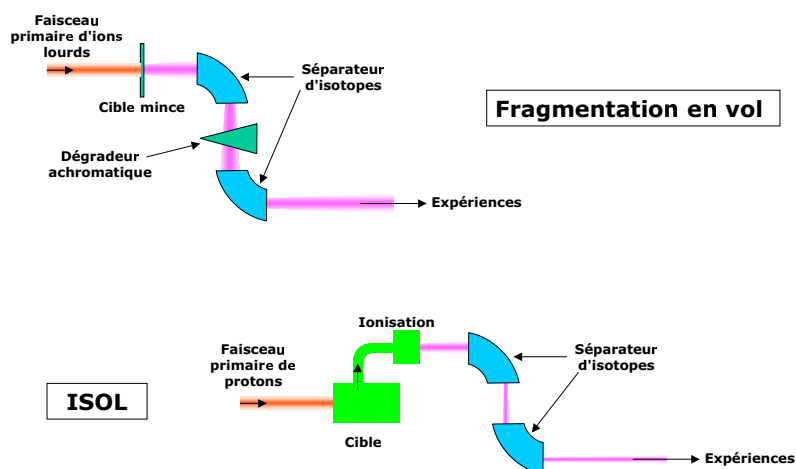 Faisceau
primaire d'ions
lourds
Cible mince
Séparateur
d'isotopes
Fragmentation en vol
Dégradeur
achromatique
Expériences
Ionisation
Faisceau
primaire de
protons
Séparateur
d'isotopes
ISOL
Cible
Expériences